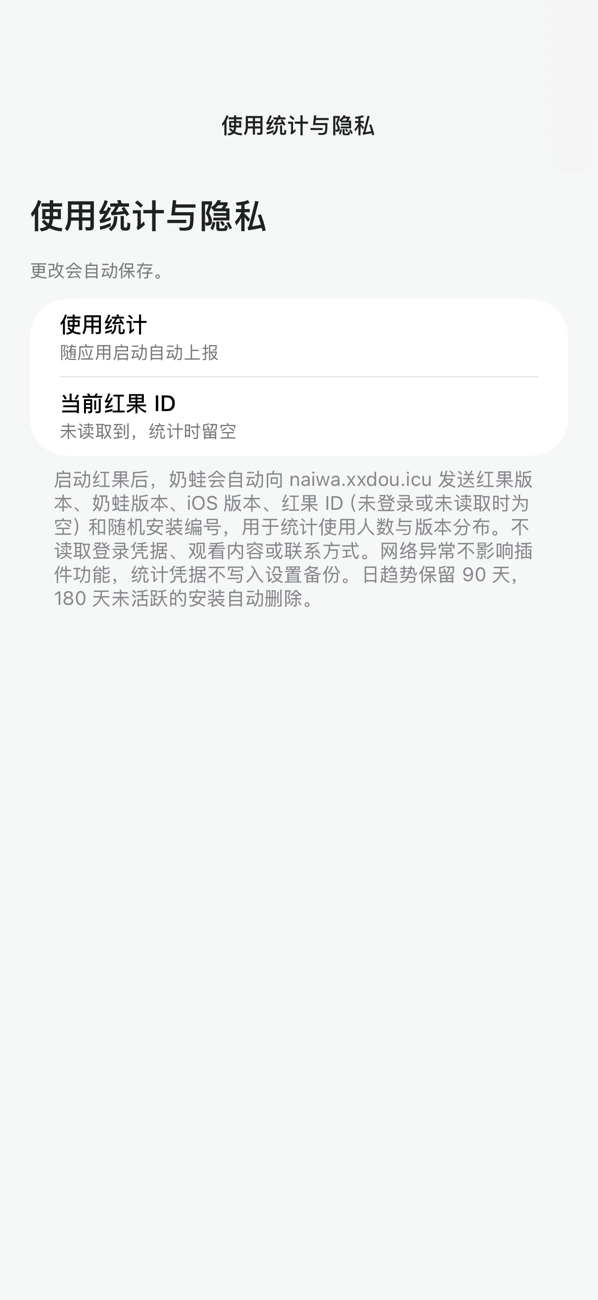 使用统计与隐私
使用统计与隐私
更改会自动保存。
使用统计
随应用启动自动上报
当前红果 ID
未读取到，统计时留空
启动红果后，奶蛙会自动向 naiwa.xxdou.icu 发送红果版
本、奶蛙版本、iOS 版本、红果 ID（未登录或未读取时为
空）和随机安装编号，用于统计使用人数与版本分布。不
读取登录凭据、观看内容或联系方式。网络异常不影响插
件功能，统计凭据不写入设置备份。日趋势保留 90 天，
180 天未活跃的安装自动删除。